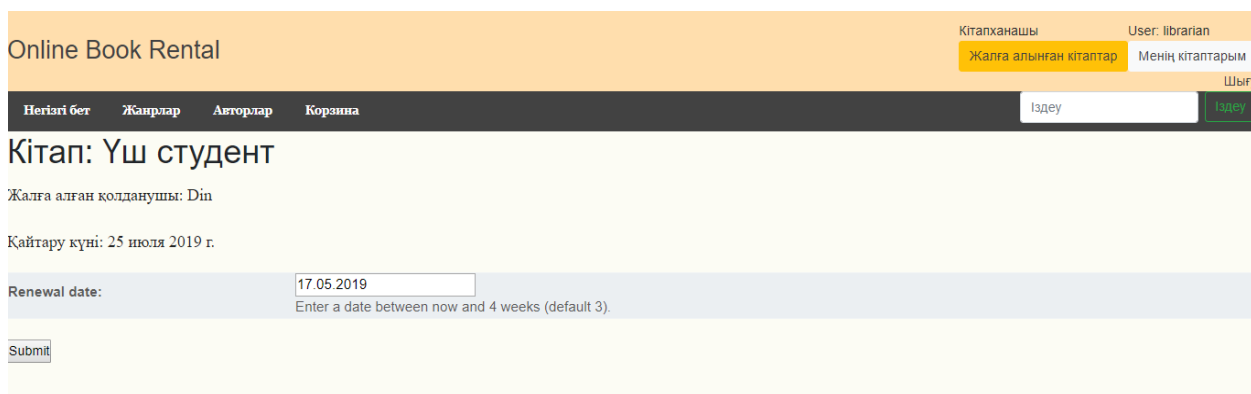 Online Book Rental
Кітапханашы User: librarian
Жалға алынған кітаптар Менің кітаптарым
Шығ
Негізгі бет Жанрлар Авторлар Корзина Іздеу Іздеу
Кітап: Үш студент
Жалға алған қолданушы: Din
Қайтару күні: 25 июля 2019 г.
Renewal date: 17.05.2019
Enter a date between now and 4 weeks (default 3).
Submit